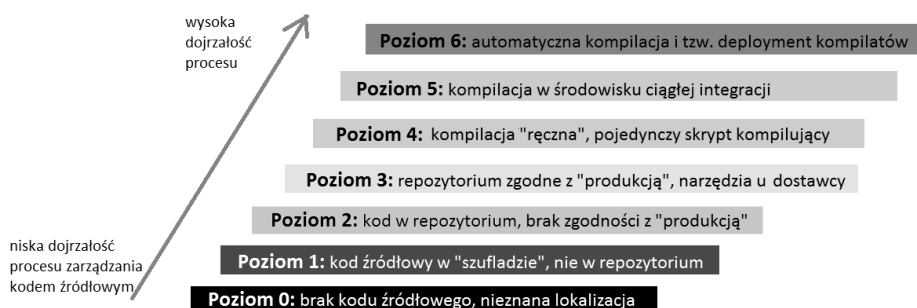 wysoka
dojrzałość
procesu
Poziom 6: automatyczna kompilacja i tzw. deployment kompilatów
Poziom 5: kompilacja w środowisku ciągłej integracji
Poziom 4: kompilacja "ręczna", pojedynczy skrypt kompilujący
Poziom 3: repozytorium zgodne z "produkcją", narzędzia u dostawcy
Poziom 2: kod w repozytorium, brak zgodności z "produkcją"
niska dojrzałość
procesu zarządzania
kodem źródłowym
Poziom 1: kod źródłowy w "szufladzie", nie w repozytorium
Poziom 0: brak kodu źródłowego, nieznana lokalizacja